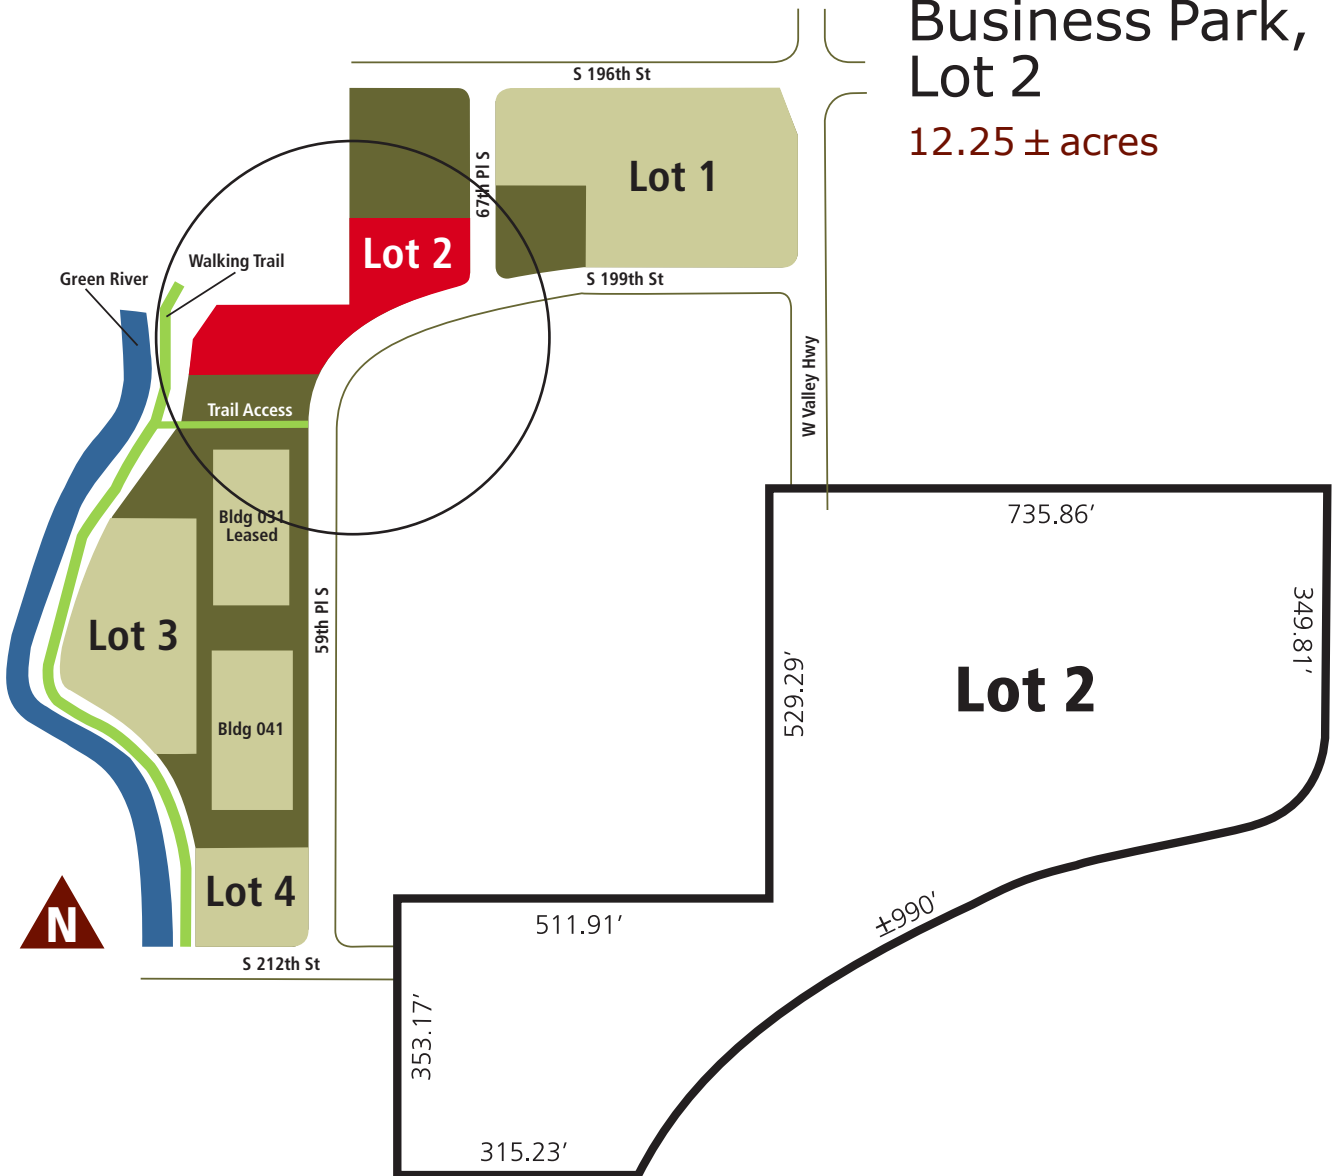 Business Park,
Lot 2
12.25 ± acres
S 196th St
67th Pl S
Lot 1
Lot 2
Walking Trail
Green River
S 199th St
W Valley Hwy
Trail Access
Bldg 031
Leased
59th Pl S
Lot 3
Bldg 041
Lot 4
N
S 212th St
735.86’
349.81’
529.29’
Lot 2
511.91’
±990’
353.17’
315.23’